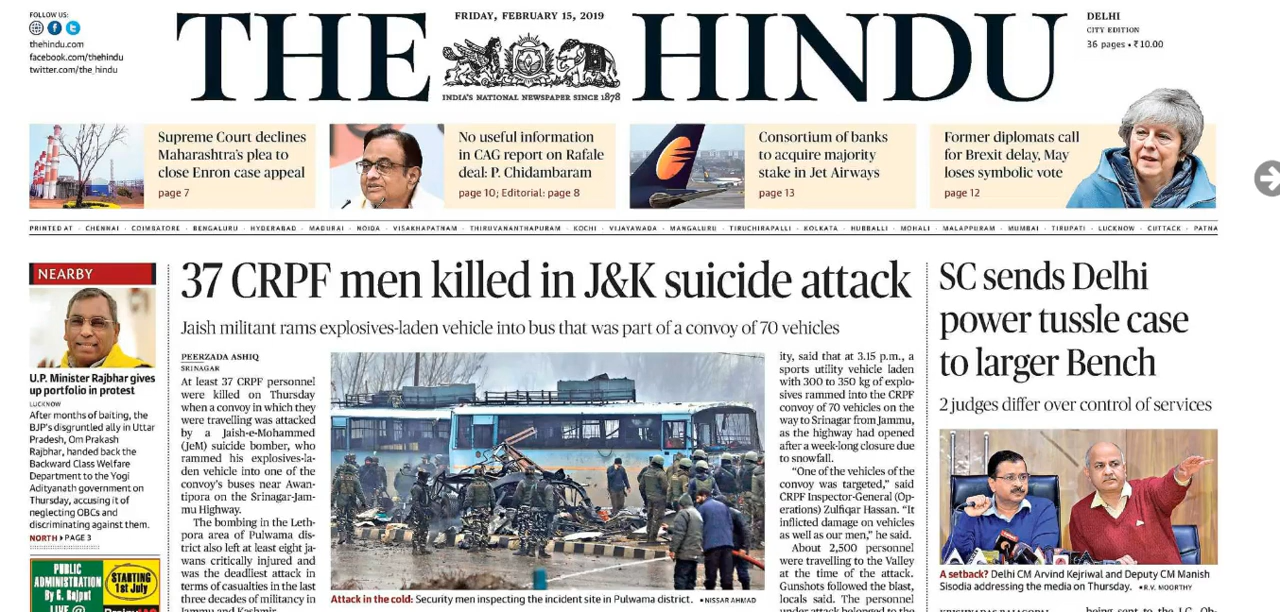 FOLLOW US:
thehindu.com
facebook.com/thehindu
twitter.com/the_hindu
THE HINDU
FRIDAY, FEBRUARY 15, 2019
INDIA'S NATIONAL NEWSPAPER SINCE 1878
DELHI
CITY EDITION
36 pages • ₹10.00
Supreme Court declines
Maharashtra's plea to
close Enron case appeal
page 7
No useful information
in CAG report on Rafale
deal: P. Chidambaram
page 10; Editorial: page 8
Consortium of banks
to acquire majority
stake in Jet Airways
page 13
Former diplomats call
for Brexit delay, May
loses symbolic vote
page 12
PRINTED AT · CHENNAI · COIMBATORE · BENGALURU · HYDERABAD · MADURAI · NOIDA · VISAKHAPATNAM · THIRUVANANTHAPURAM · KOCHI · VIJAYAWADA · MANGALURU · TIRUCHIRAPALLI · KOLKATA · HUBBALLI · MOHALI · MALAPPURAM · MUMBAI · TIRUPATI · LUCKNOW · CUTTACK · PATNA
NEARBY
U.P. Minister Rajbhar gives
up portfolio in protest
LUCKNOW
After months of baiting, the
BJP's disgruntled ally in Uttar
Pradesh, Om Prakash
Rajbhar, handed back the
Backward Class Welfare
Department to the Yogi
Adityanath government on
Thursday, accusing it of
neglecting OBCs and
discriminating against them.
NORTH ▸ PAGE 3
PUBLIC
ADMINISTRATION
By S. Rajput
LIVE @
STARTING
1st July
37 CRPF men killed in J&K suicide attack
Jaish militant rams explosives-laden vehicle into bus that was part of a convoy of 70 vehicles
PEERZADA ASHIQ
SRINAGAR
At least 37 CRPF personnel
were killed on Thursday
when a convoy in which they
were travelling was attacked
by a Jaish-e-Mohammed
(JeM) suicide bomber, who
rammed his explosives-la-
den vehicle into one of the
convoy's buses near Awan-
tipora on the Srinagar-Jam-
mu Highway.
The bombing in the Leth-
pora area of Pulwama dis-
trict also left at least eight ja-
wans critically injured and
was the deadliest attack in
terms of casualties in the last
three decades of militancy in
Jammu and Kashmir.
Attack in the cold: Security men inspecting the incident site in Pulwama district. • NISSAR AHMAD
ity, said that at 3.15 p.m., a
sports utility vehicle laden
with 300 to 350 kg of explo-
sives rammed into the CRPF
convoy of 70 vehicles on the
way to Srinagar from Jammu,
as the highway had opened
after a week-long closure due
to snowfall.
"One of the vehicles of the
convoy was targeted," said
CRPF Inspector-General (Op-
erations) Zulfiqar Hassan. "It
inflicted damage on vehicles
as well as our men," he said.
About 2,500 personnel
were travelling to the Valley
at the time of the attack.
Gunshots followed the blast,
locals said. The personnel
under attack belonged to the
SC sends Delhi
power tussle case
to larger Bench
2 judges differ over control of services
A setback? Delhi CM Arvind Kejriwal and Deputy CM Manish
Sisodia addressing the media on Thursday. • R.V. MOORTHY
KRISHNADAS RAJAGOPAL
being sent to the LG. Ob-